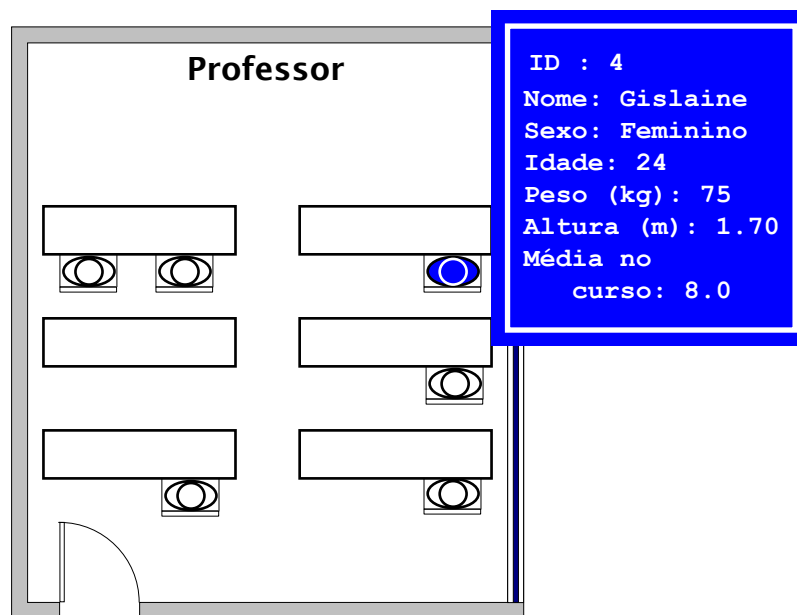 Professor
ID : 4
Nome: Gislaine
Sexo: Feminino
Idade: 24
Peso (kg): 75
Altura (m): 1.70
Média no
curso: 8.0